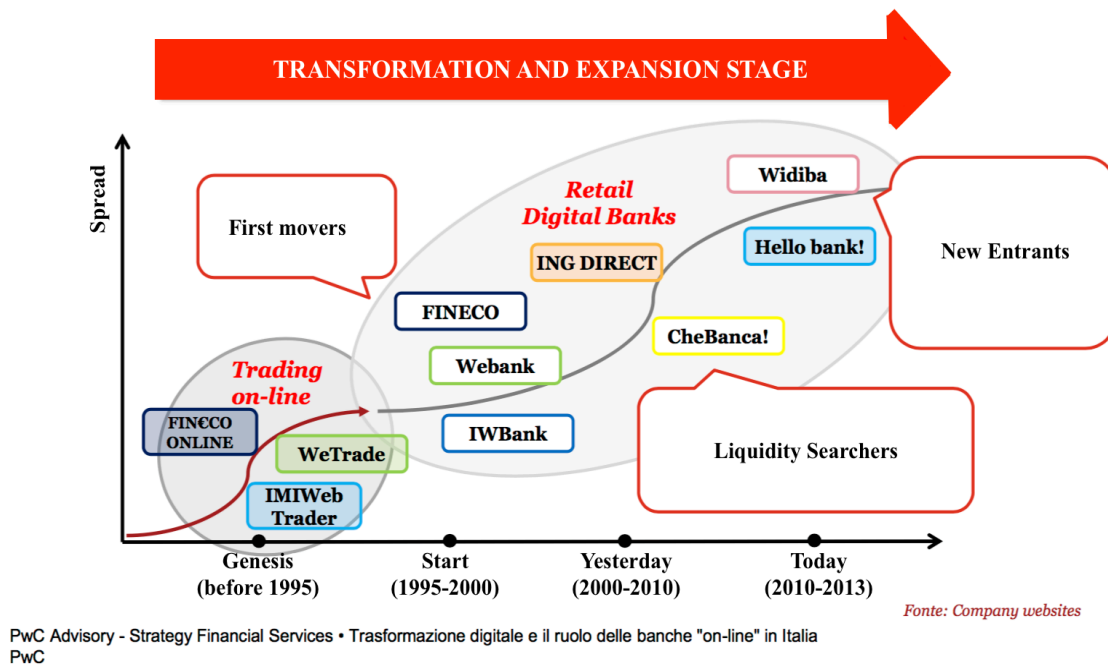 TRANSFORMATION AND EXPANSION STAGE
Spread
First movers
Retail
Digital Banks
Widiba
New Entrants
Hello bank!
ING DIRECT
FINECO
CheBanca!
Webank
Trading
on-line
FIN€CO
ONLINE
IWBank
WeTrade
Liquidity Searchers
IMIWeb
Trader
Genesis
(before 1995)
Start
(1995-2000)
Yesterday
(2000-2010)
Today
(2010-2013)
Fonte: Company websites
PwC Advisory - Strategy Financial Services • Trasformazione digitale e il ruolo delle banche "on-line" in Italia
PwC